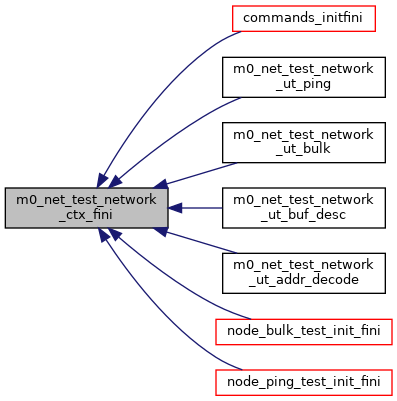 commands_initfini
m0_net_test_network
_ut_ping
m0_net_test_network
_ut_bulk
m0_net_test_network
_ctx_fini
m0_net_test_network
_ut_buf_desc
m0_net_test_network
_ut_addr_decode
node_bulk_test_init_fini
node_ping_test_init_fini